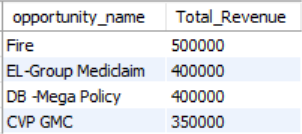 opportunity_name Total_Revenue
Fire 500000
EL-Group Mediclaim 400000
DB -Mega Policy 400000
CVP GMC 350000